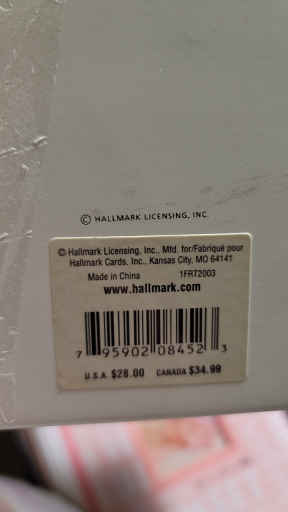 © HALLMARK LICENSING, INC.
© Hallmark Licensing, Inc., Mfd. for/Fabriqué pour
Hallmark Cards, Inc., Kansas City, MO 64141
Made in China 1FR72003
www.hallmark.com
7 95902 08452 3
U.S.A. $28.00 CANADA $34.99